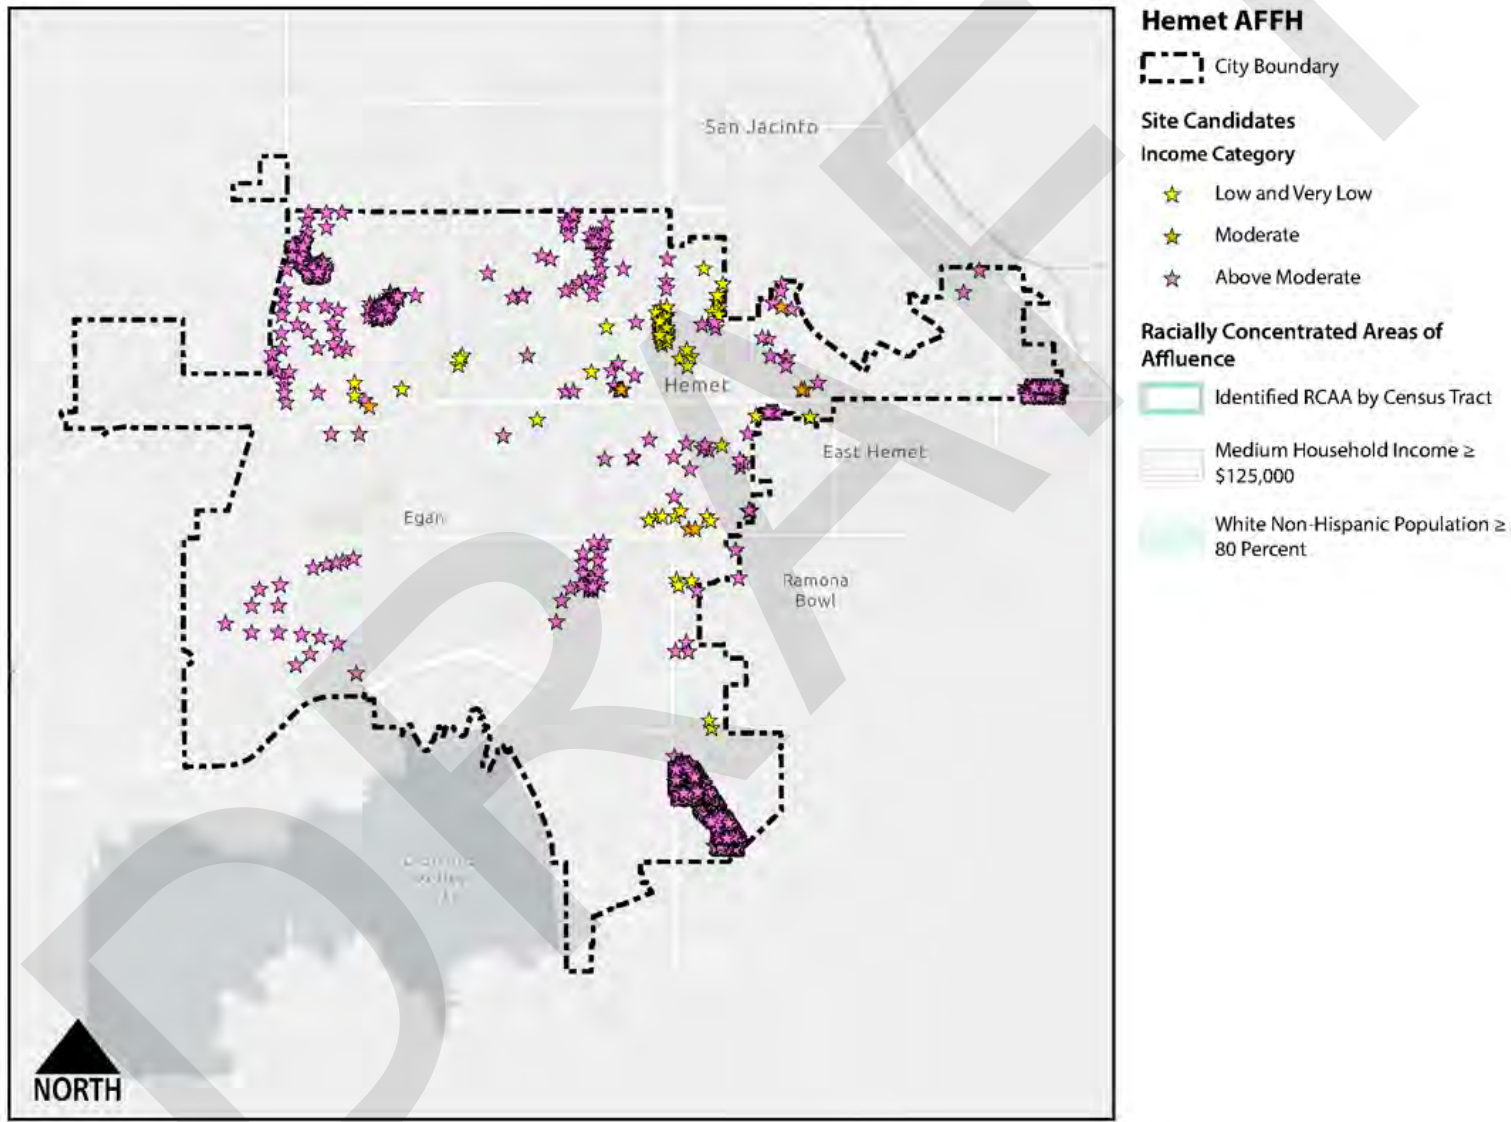 Hemet AFFH
City Boundary
Site Candidates
Income Category
Low and Very Low
Moderate
Above Moderate
Racially Concentrated Areas of
Affluence
Identified RCAA by Census Tract
Medium Household Income ≥
$125,000
White Non-Hispanic Population ≥
80 Percent
San Jacinto
Hemet
East Hemet
Egan
Ramona
Bowl
NORTH
DRAFT